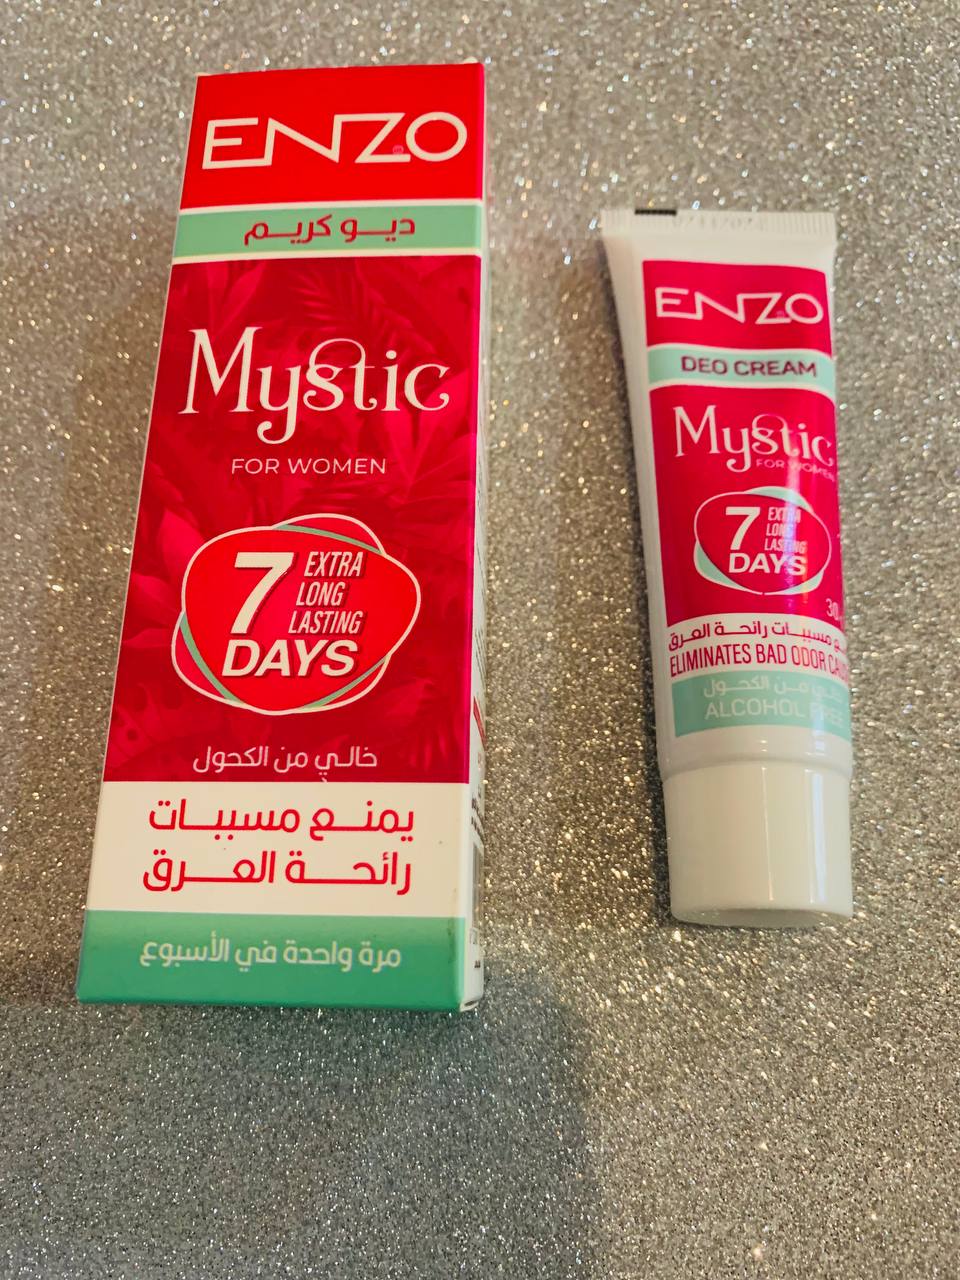 ENZO
ديو كريم
Mystic
FOR WOMEN
7 EXTRA
LONG
LASTING
DAYS
خالي من الكحول
يمنع مسببات
رائحة العرق
مرة واحدة في الأسبوع
ENZO
DEO CREAM
Mystic
FOR WOMEN
7 EXTRA
LONG
LASTING
DAYS
30
مسببات رائحة العرق
ELIMINATES BAD ODOR
من الكحول
ALCOHOL FREE